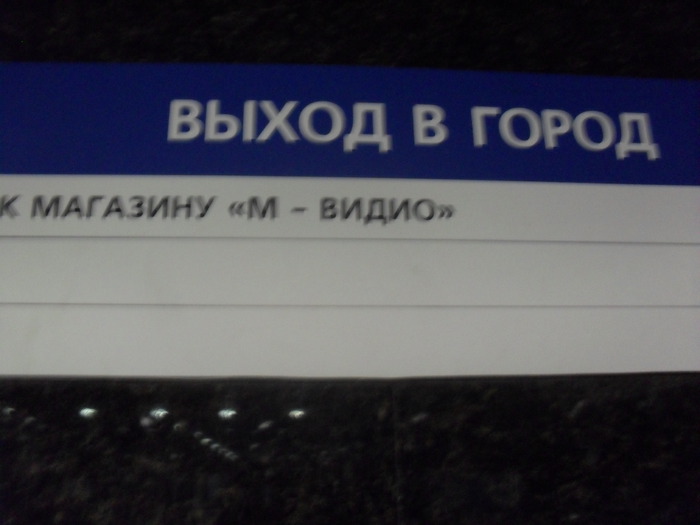 ВЫХОД В ГОРОД
К МАГАЗИНУ «М – ВИДИО»